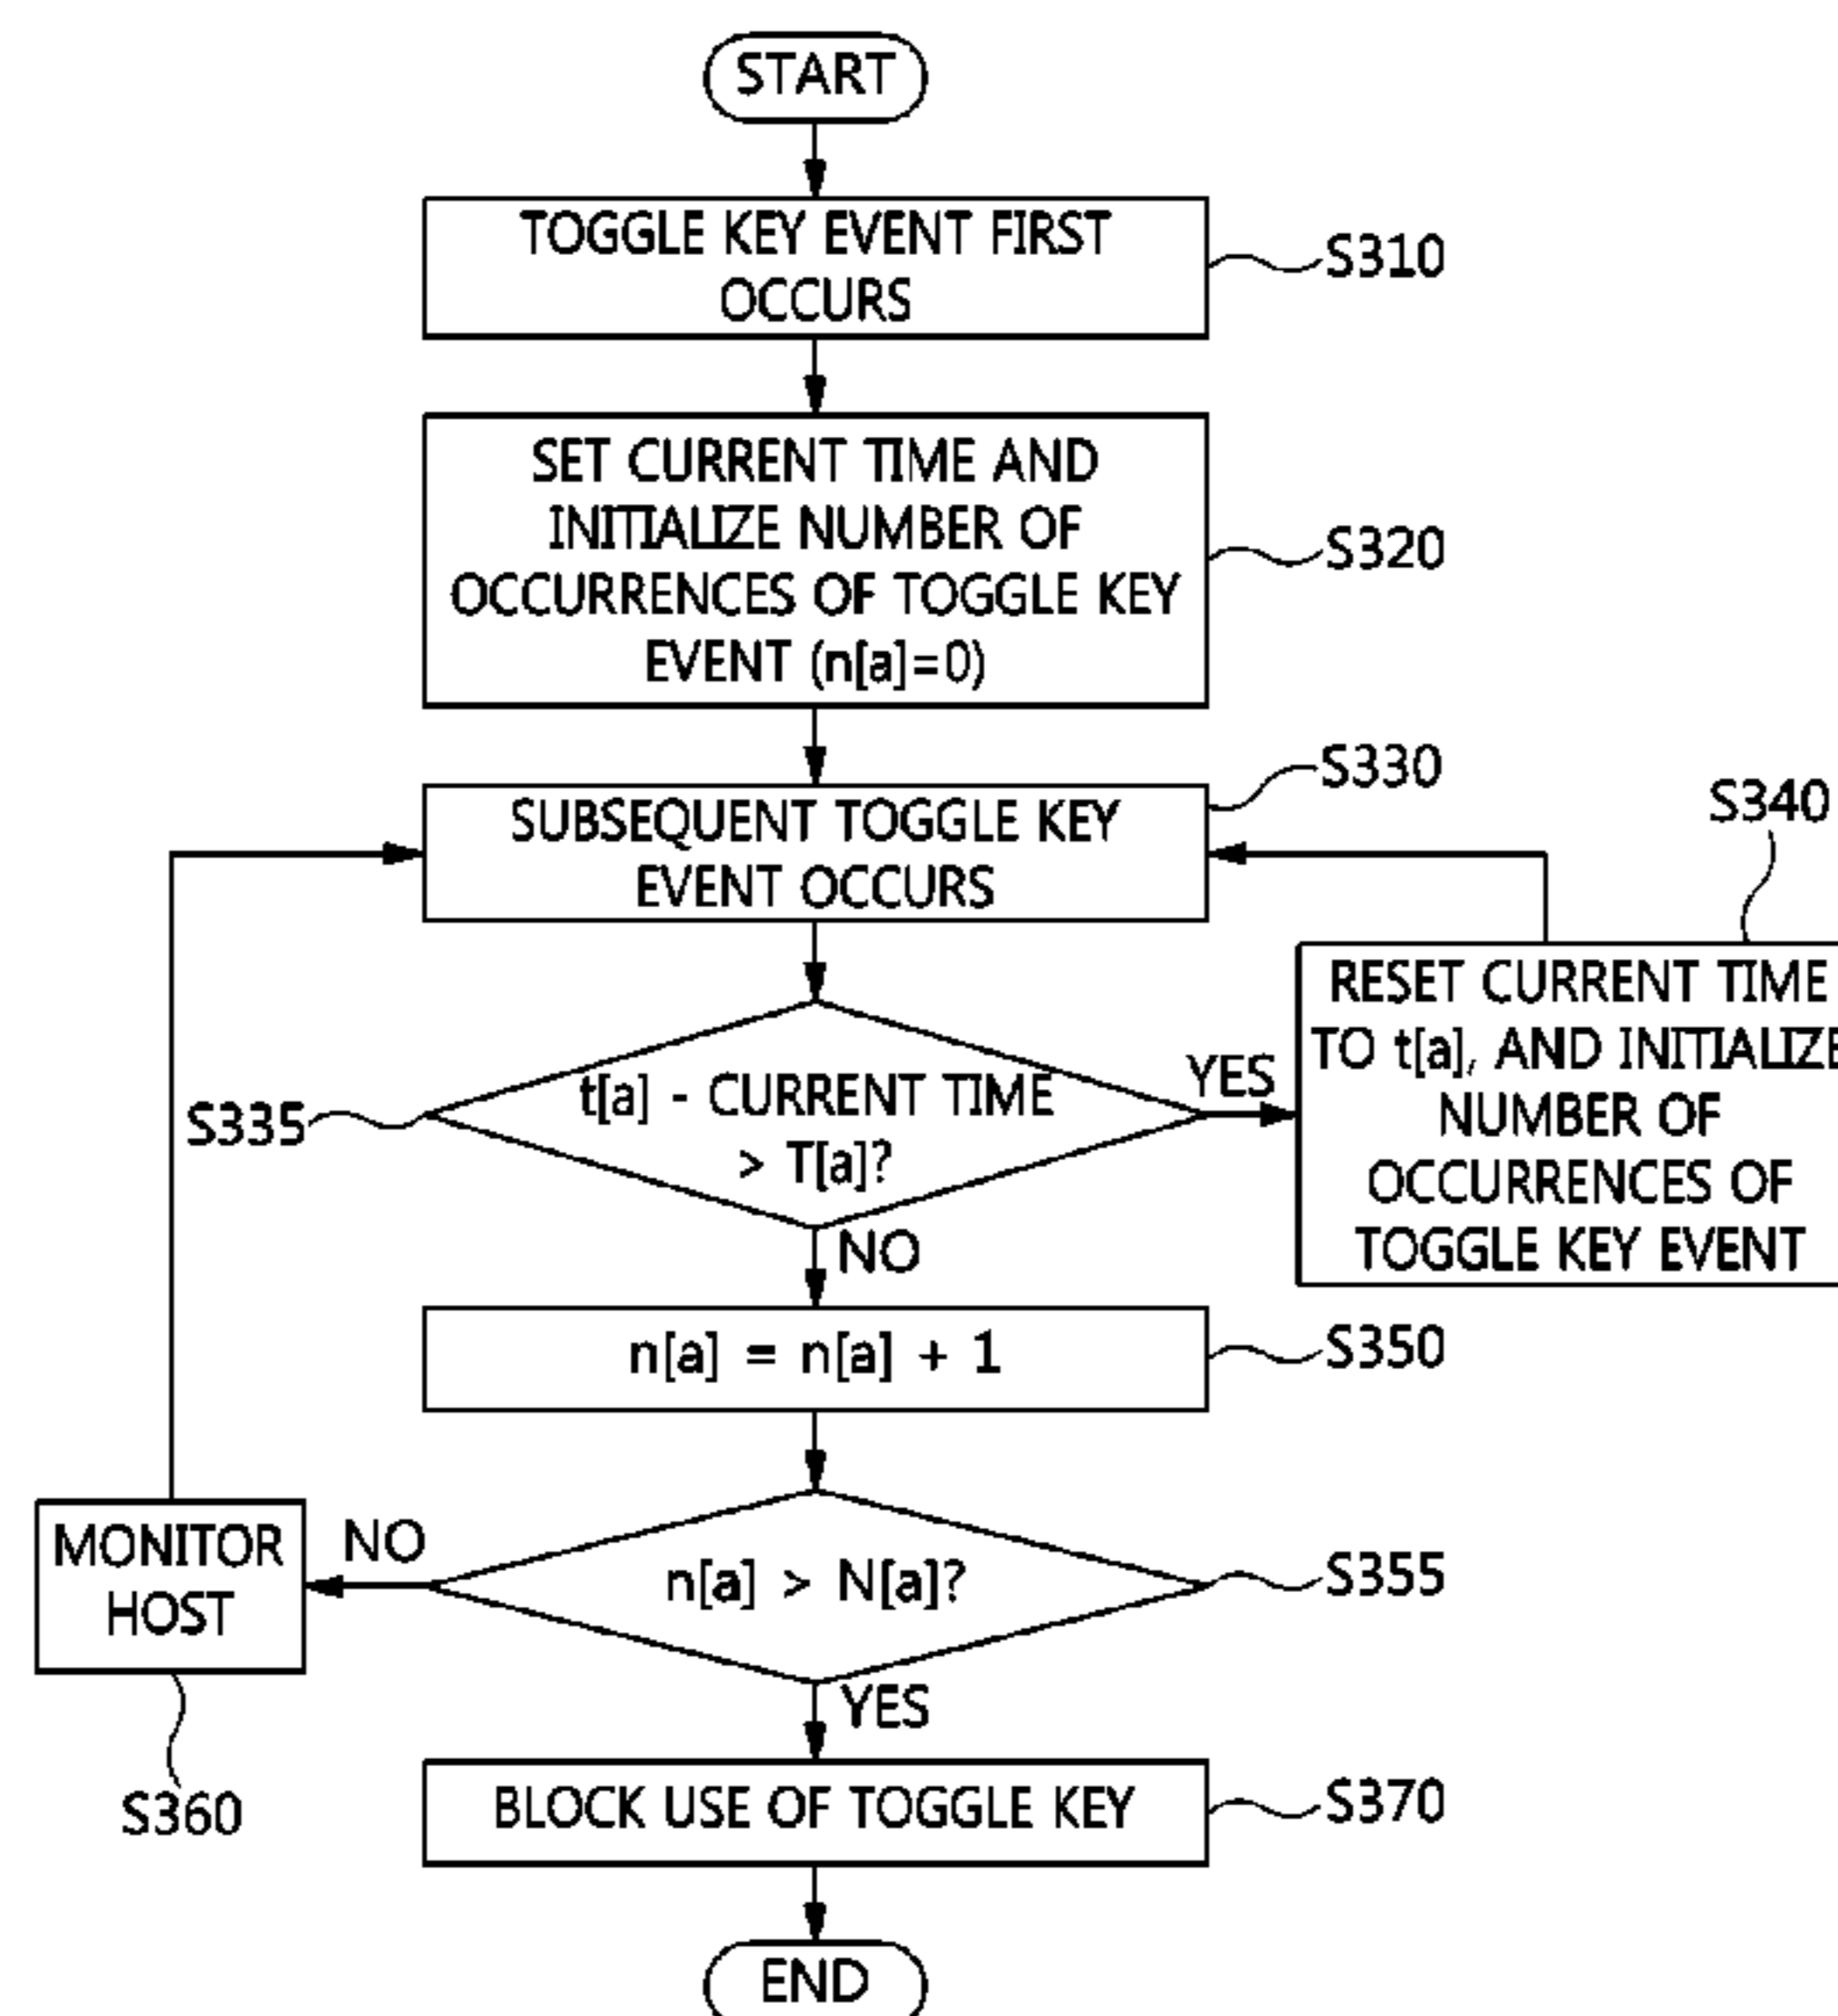 START
TOGGLE KEY EVENT FIRST
OCCURS
S310
SET CURRENT TIME AND
INITIALIZE NUMBER OF
OCCURRENCES OF TOGGLE KEY
EVENT (n[a]=0)
S320
SUBSEQUENT TOGGLE KEY
EVENT OCCURS
S330
S340
RESET CURRENT TIME
TO t[a], AND INITIALIZE
NUMBER OF
OCCURRENCES OF
TOGGLE KEY EVENT
S335
t[a] - CURRENT TIME
> T[a]?
YES
NO
n[a] = n[a] + 1
S350
MONITOR
HOST
NO
n[a] > N[a]?
S355
YES
S360
BLOCK USE OF TOGGLE KEY
S370
END